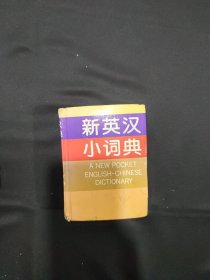 新英汉
小词典
A NEW POCKET
ENGLISH-CHINESE
DICTIONARY